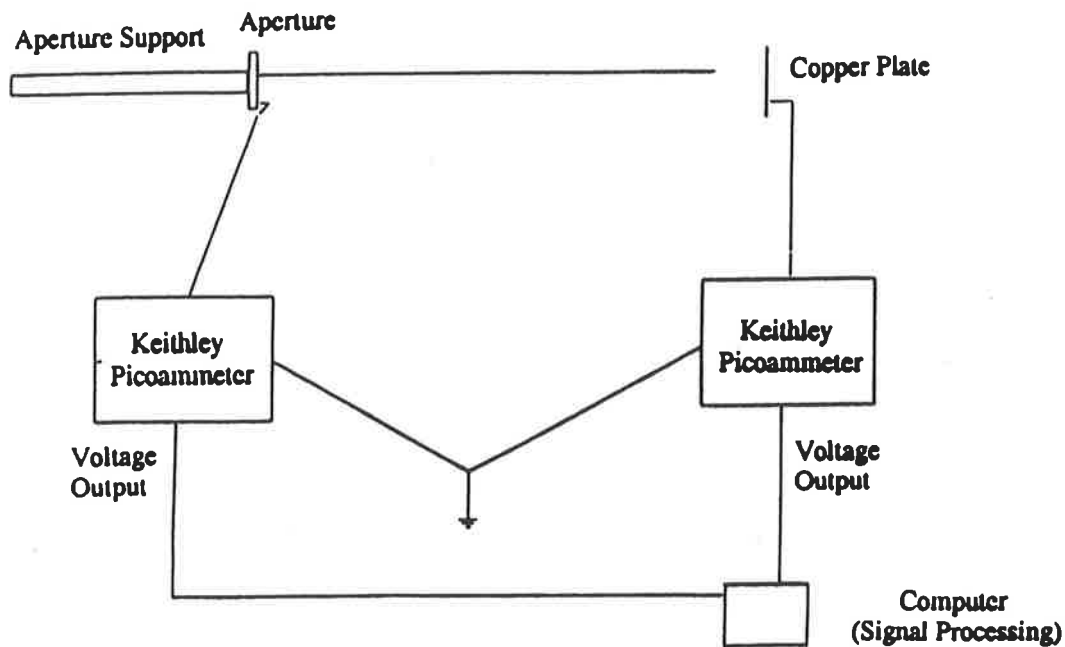 Aperture Support
Aperture
Copper Plate
Keithley
Picoammeter
Keithley
Picoammeter
Voltage
Output
Voltage
Output
Computer
(Signal Processing)